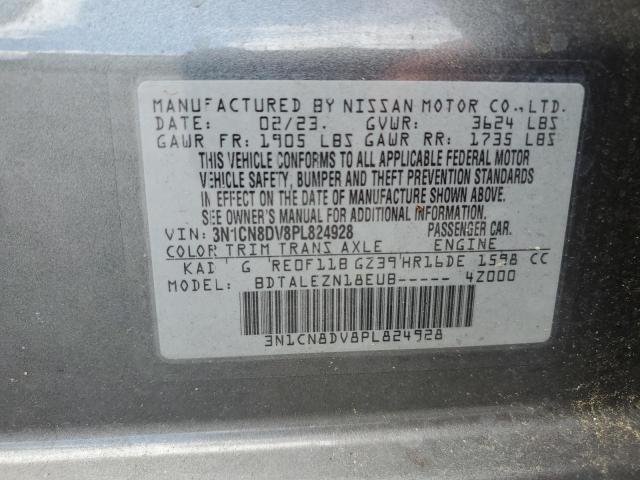 MANUFACTURED BY NISSAN MOTOR CO.,LTD.
DATE: 02/23. GVWR: 3624 LBS
GAWR FR: 1905 LBS GAWR RR: 1735 LBS
THIS VEHICLE CONFORMS TO ALL APPLICABLE FEDERAL MOTOR
VEHICLE SAFETY, BUMPER AND THEFT PREVENTION STANDARDS
IN EFFECT ON THE DATE OF MANUFACTURE SHOWN ABOVE.
SEE OWNER'S MANUAL FOR ADDITIONAL INFORMATION.
VIN: 3N1CN8DV8PL824928 PASSENGER CAR.
COLOR TRIM TRANS AXLE ENGINE
KAD G RE0F11B GZ39 HR16DE 1598 CC
MODEL: BDTALEZN18EUB----- 4Z000
3N1CN8DV8PL824928